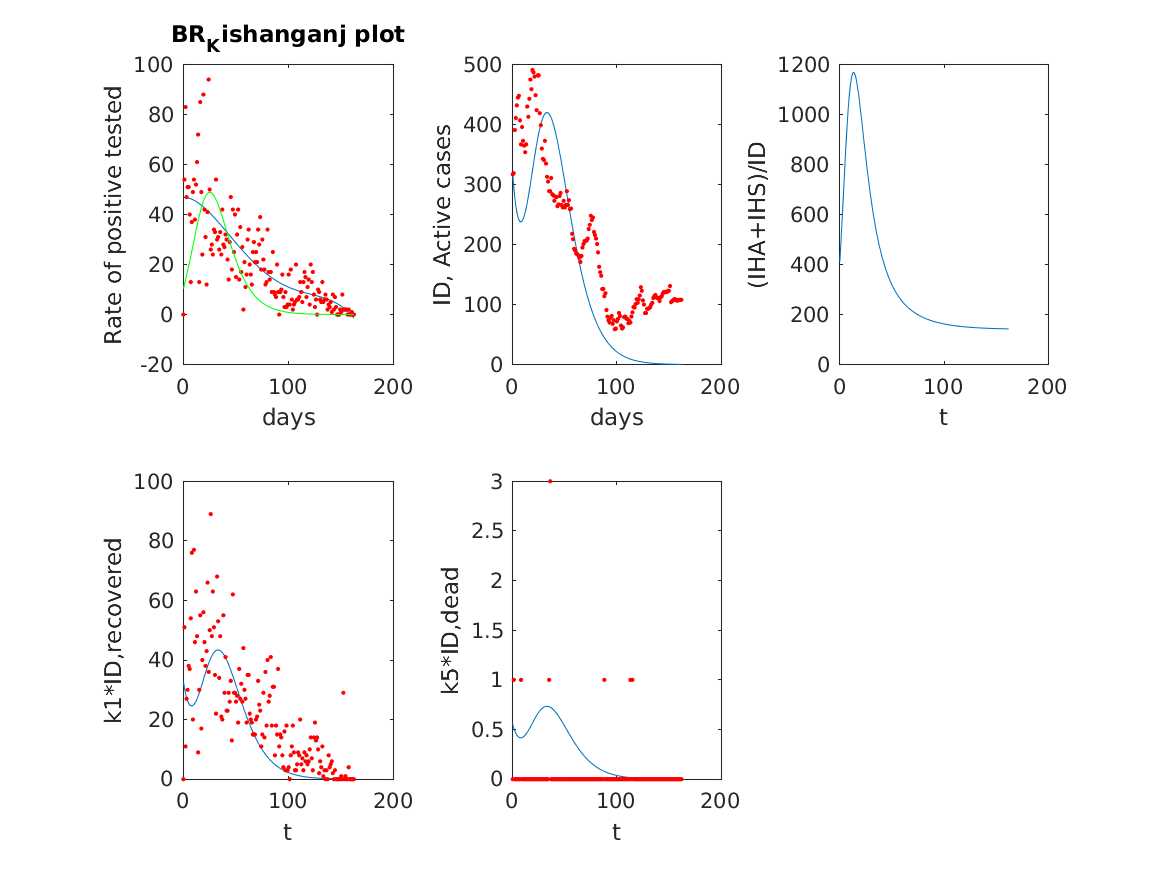 BR_Kishanganj plot
100
80
60
40
20
0
-20
0 100 200
days
Rate of positive tested
500
400
300
200
100
0
0 100 200
days
ID, Active cases
1200
1000
800
600
400
200
0
0 100 200
t
(IHA+IHS)/ID
100
80
60
40
20
0
0 100 200
t
k1*ID,recovered
3
2.5
2
1.5
1
0.5
0
0 100 200
t
k5*ID,dead